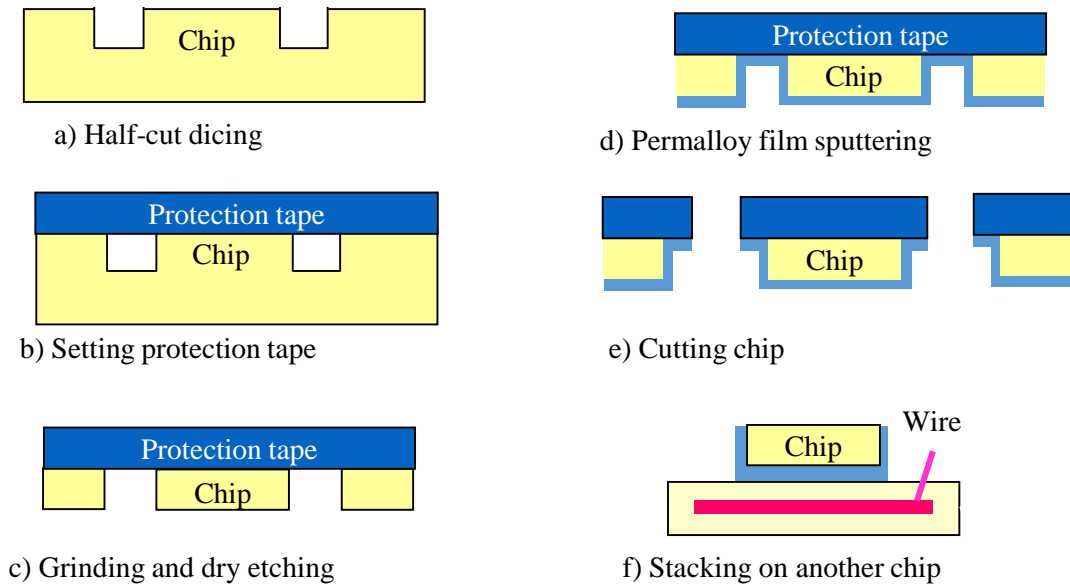 Chip
a) Half-cut dicing
Protection tape
Chip
b) Setting protection tape
Protection tape
Chip
c) Grinding and dry etching
Protection tape
Chip
d) Permalloy film sputtering
Chip
e) Cutting chip
Wire
Chip
f) Stacking on another chip